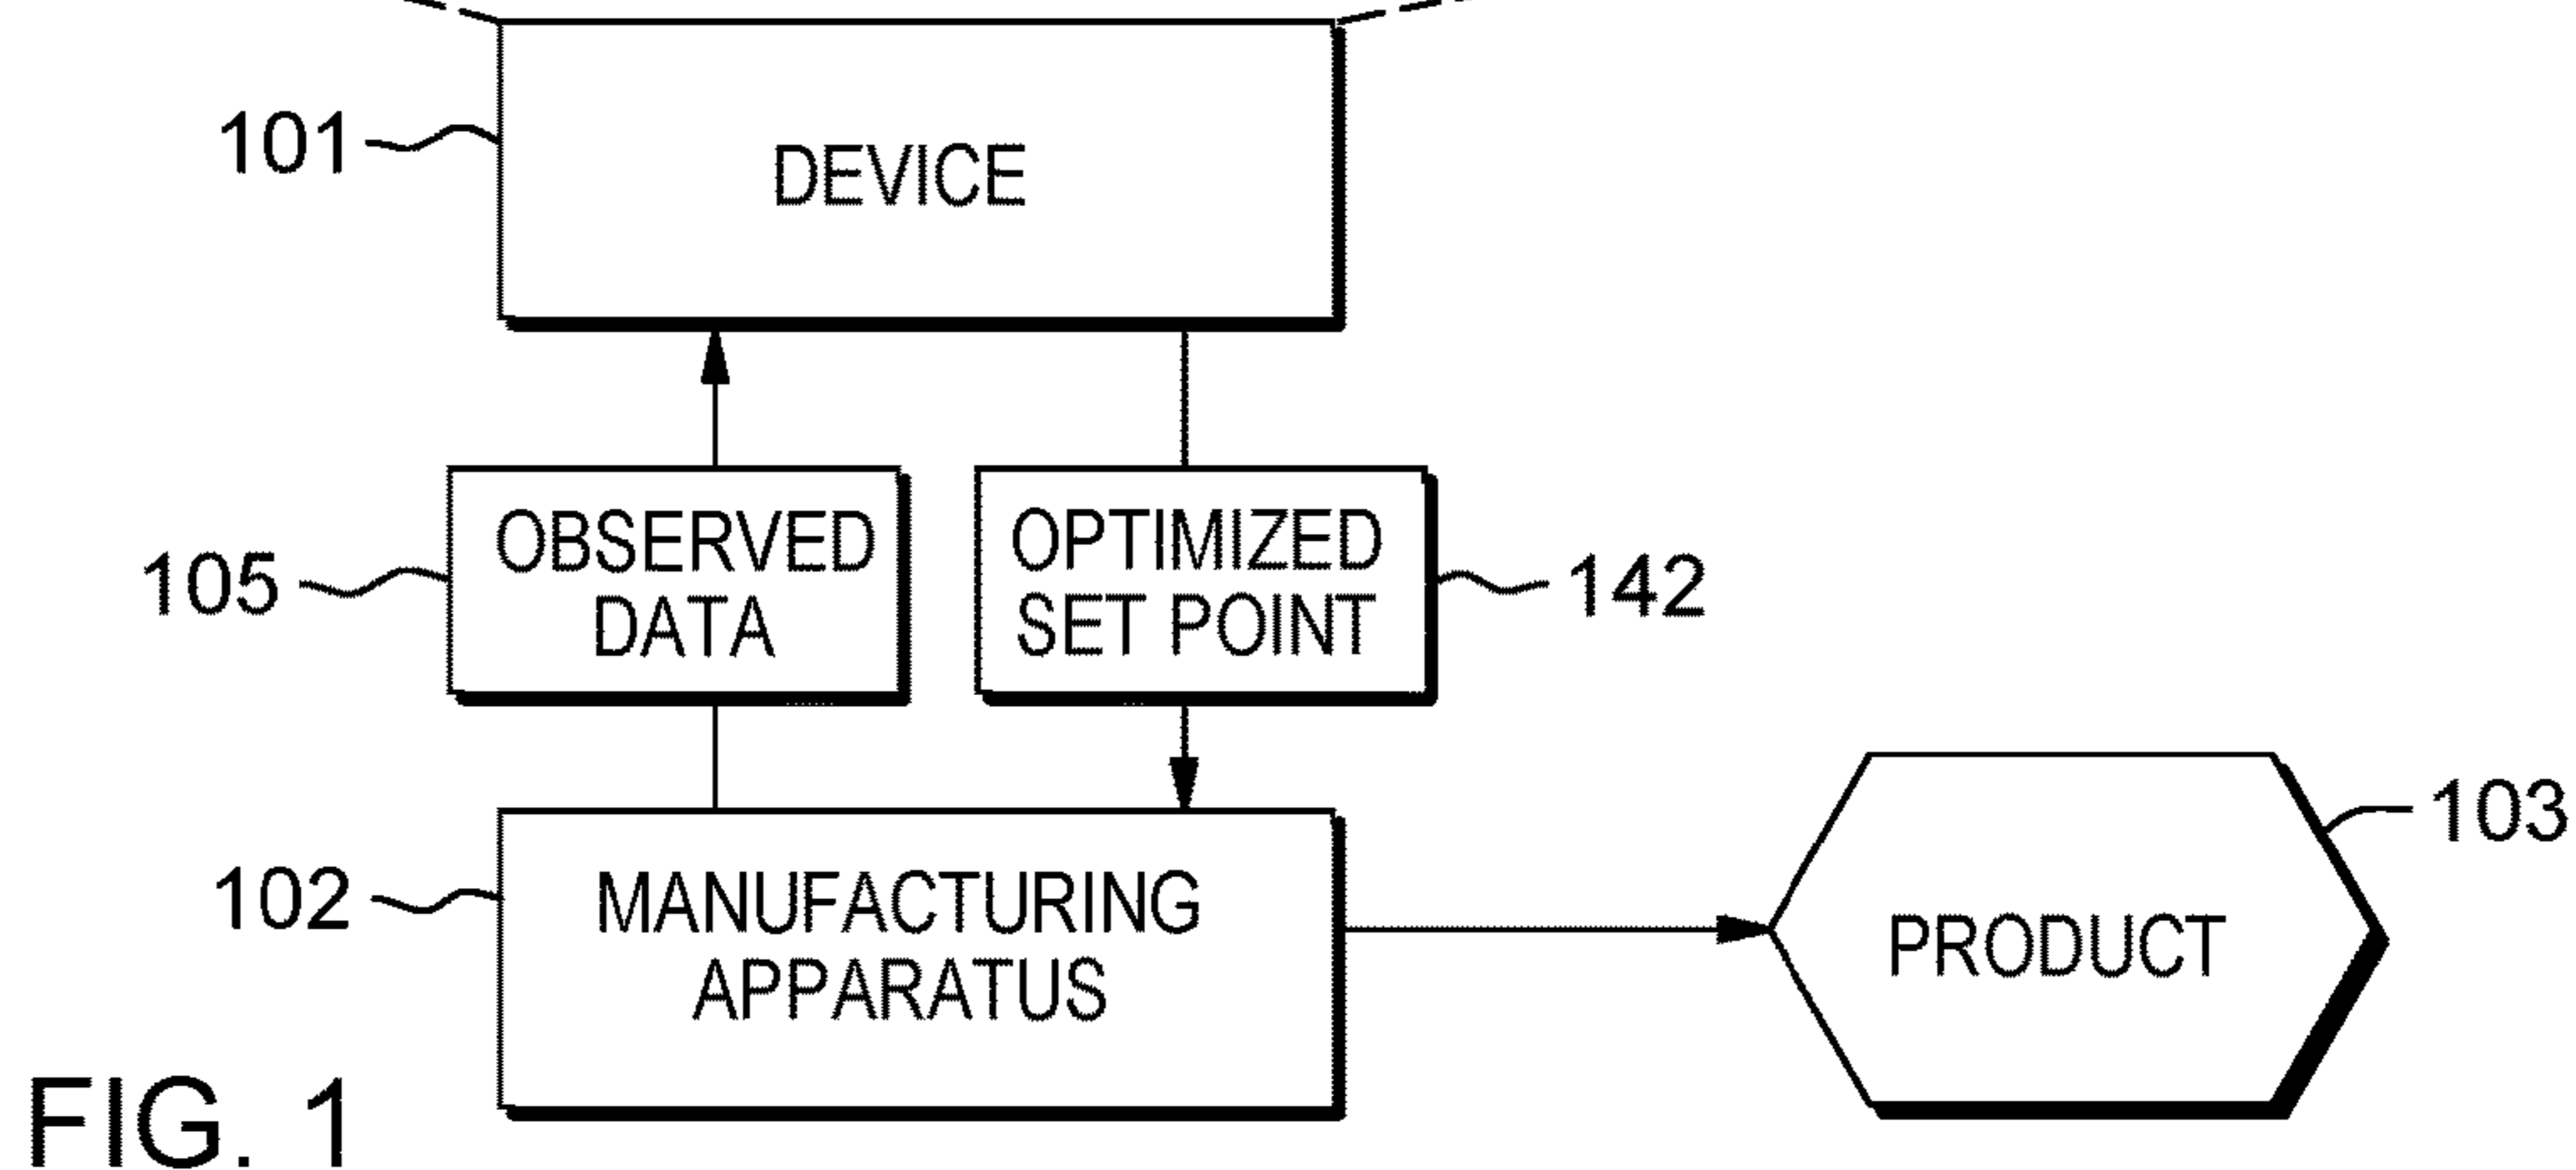 101
DEVICE
105
OBSERVED
DATA
OPTIMIZED
SET POINT
142
102
MANUFACTURING
APPARATUS
103
PRODUCT
FIG. 1